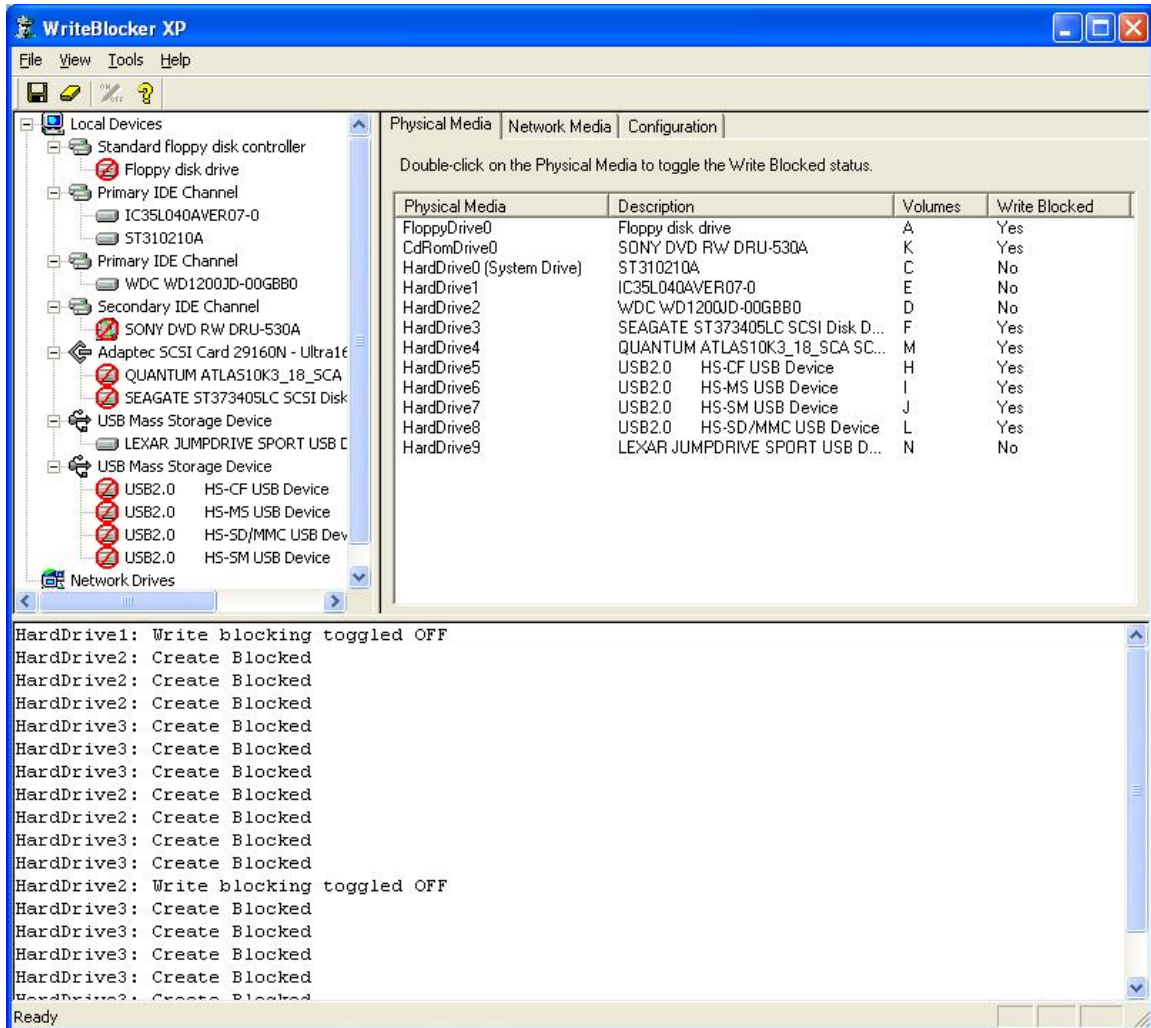 WriteBlocker XP
File View Tools Help
ON OFF
Local Devices
Standard floppy disk controller
Floppy disk drive
Primary IDE Channel
IC35L040AVER07-0
ST310210A
Primary IDE Channel
WDC WD1200JD-00GBB0
Secondary IDE Channel
SONY DVD RW DRU-530A
Adaptec SCSI Card 29160N - Ultra16
QUANTUM ATLAS10K3_18_SCA
SEAGATE ST373405LC SCSI Disk
USB Mass Storage Device
LEXAR JUMPDRIVE SPORT USB D
USB Mass Storage Device
USB2.0 HS-CF USB Device
USB2.0 HS-MS USB Device
USB2.0 HS-SD/MMC USB Dev
USB2.0 HS-SM USB Device
Network Drives
Physical Media Network Media Configuration
Double-click on the Physical Media to toggle the Write Blocked status.
Physical Media Description Volumes Write Blocked
FloppyDrive0 Floppy disk drive A Yes
CdRomDrive0 SONY DVD RW DRU-530A K Yes
HardDrive0 (System Drive) ST310210A C No
HardDrive1 IC35L040AVER07-0 E No
HardDrive2 WDC WD1200JD-00GBB0 D No
HardDrive3 SEAGATE ST373405LC SCSI Disk D... F Yes
HardDrive4 QUANTUM ATLAS10K3_18_SCA SC... M Yes
HardDrive5 USB2.0 HS-CF USB Device H Yes
HardDrive6 USB2.0 HS-MS USB Device I Yes
HardDrive7 USB2.0 HS-SM USB Device J Yes
HardDrive8 USB2.0 HS-SD/MMC USB Device L Yes
HardDrive9 LEXAR JUMPDRIVE SPORT USB D... N No
HardDrive1: Write blocking toggled OFF
HardDrive2: Create Blocked
HardDrive2: Create Blocked
HardDrive2: Create Blocked
HardDrive3: Create Blocked
HardDrive3: Create Blocked
HardDrive3: Create Blocked
HardDrive2: Create Blocked
HardDrive2: Create Blocked
HardDrive3: Create Blocked
HardDrive3: Create Blocked
HardDrive2: Write blocking toggled OFF
HardDrive3: Create Blocked
HardDrive3: Create Blocked
HardDrive3: Create Blocked
HardDrive3: Create Blocked
HardDrive3: Create Blocked
Ready